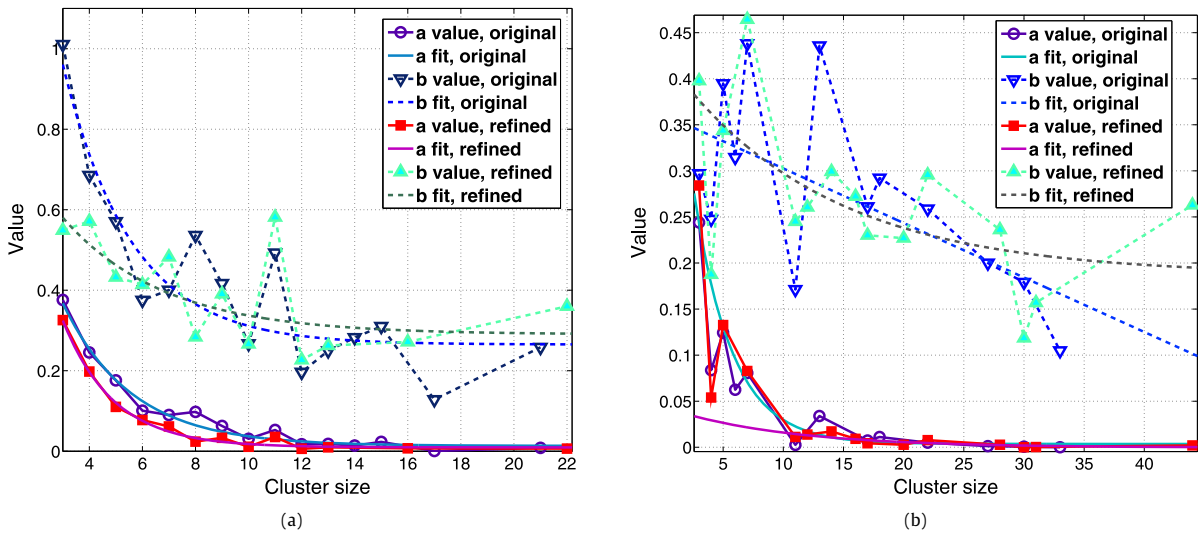 1
0.8
0.6
0.4
0.2
0
Value
4 6 8 10 12 14 16 18 20 22
Cluster size
a value, original
a fit, original
b value, original
b fit, original
a value, refined
a fit, refined
b value, refined
b fit, refined
(a)
0.45
0.4
0.35
0.3
0.25
0.2
0.15
0.1
0.05
0
Value
5 10 15 20 25 30 35 40
Cluster size
a value, original
a fit, original
b value, original
b fit, original
a value, refined
a fit, refined
b value, refined
b fit, refined
(b)